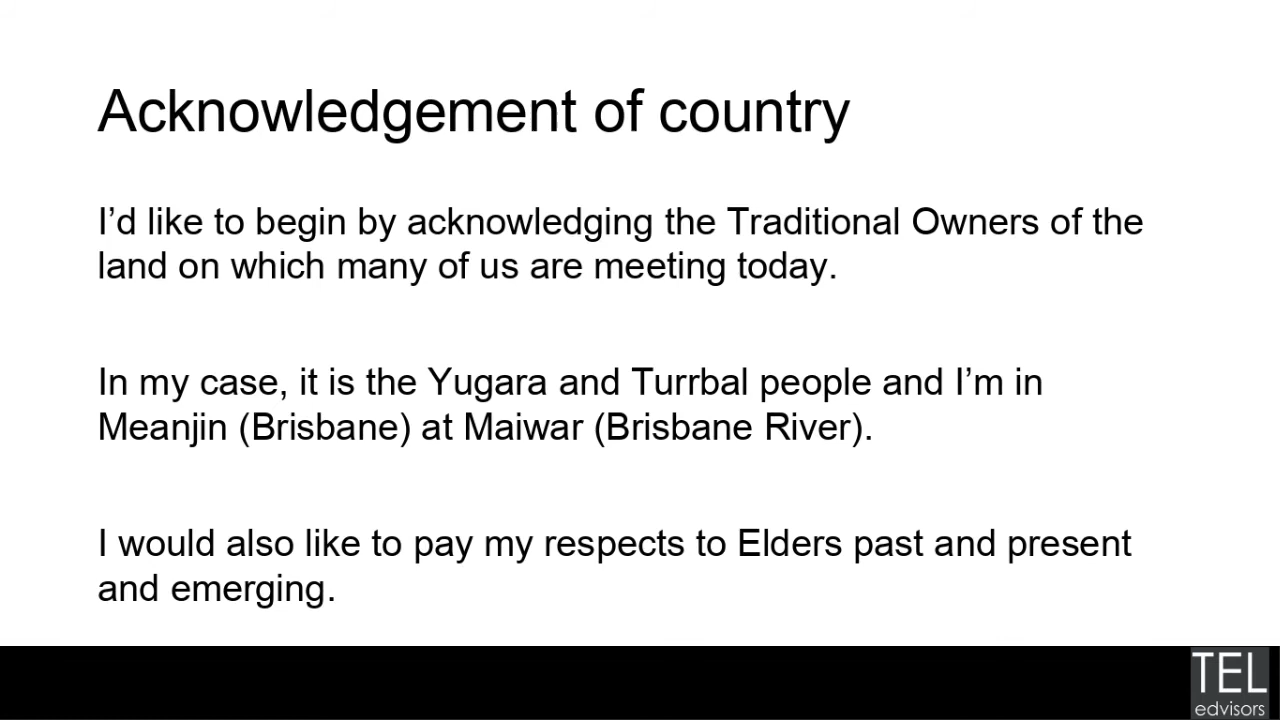 Acknowledgement of country
I’d like to begin by acknowledging the Traditional Owners of the
land on which many of us are meeting today.
In my case, it is the Yugara and Turrbal people and I’m in
Meanjin (Brisbane) at Maiwar (Brisbane River).
I would also like to pay my respects to Elders past and present
and emerging.
TEL
edvisors